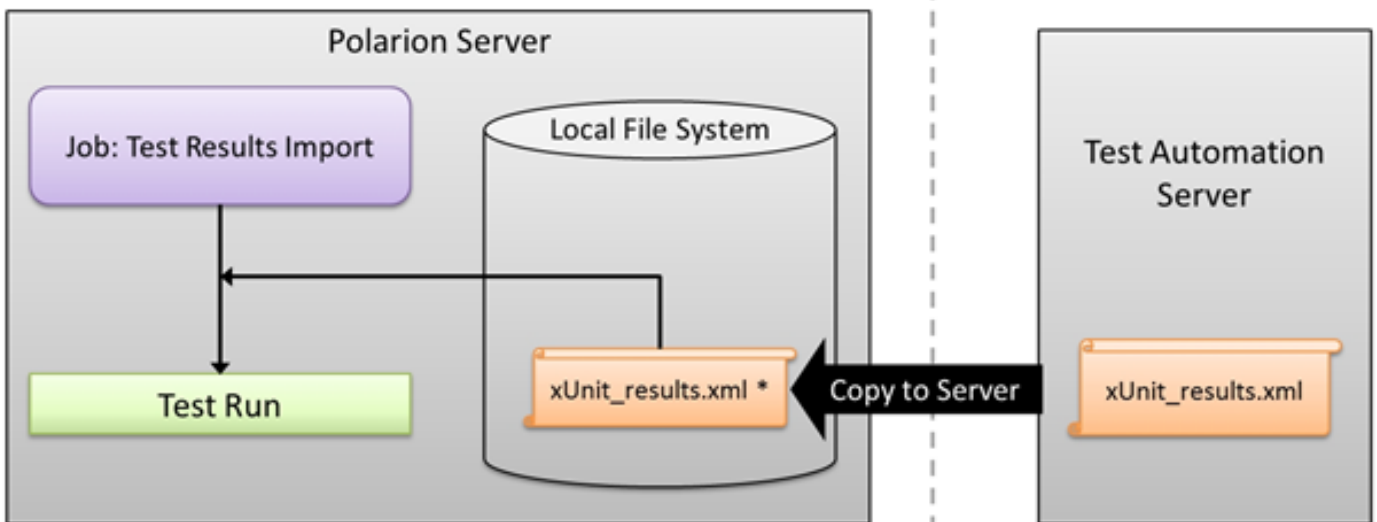 Polarion Server
Job: Test Results Import
Local File System
Test Automation
Server
xUnit_results.xml *
Copy to Server
xUnit_results.xml
Test Run